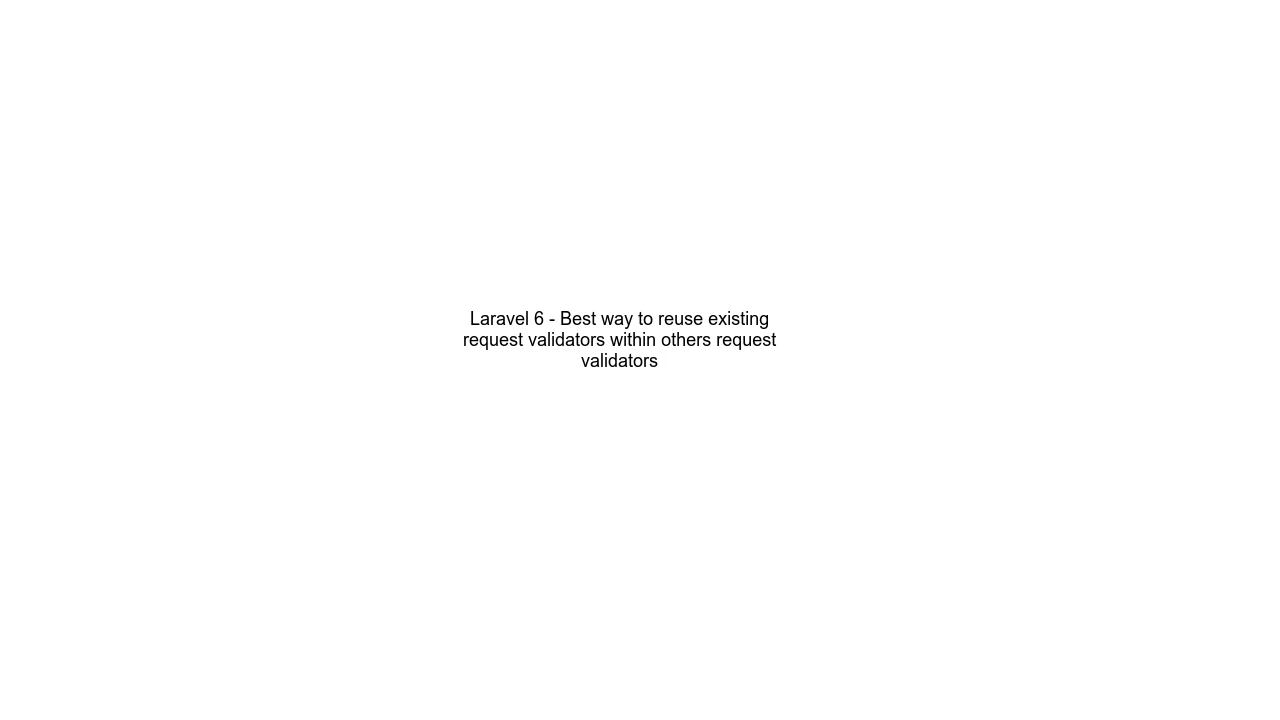 Laravel 6 - Best way to reuse existing
request validators within others request
validators